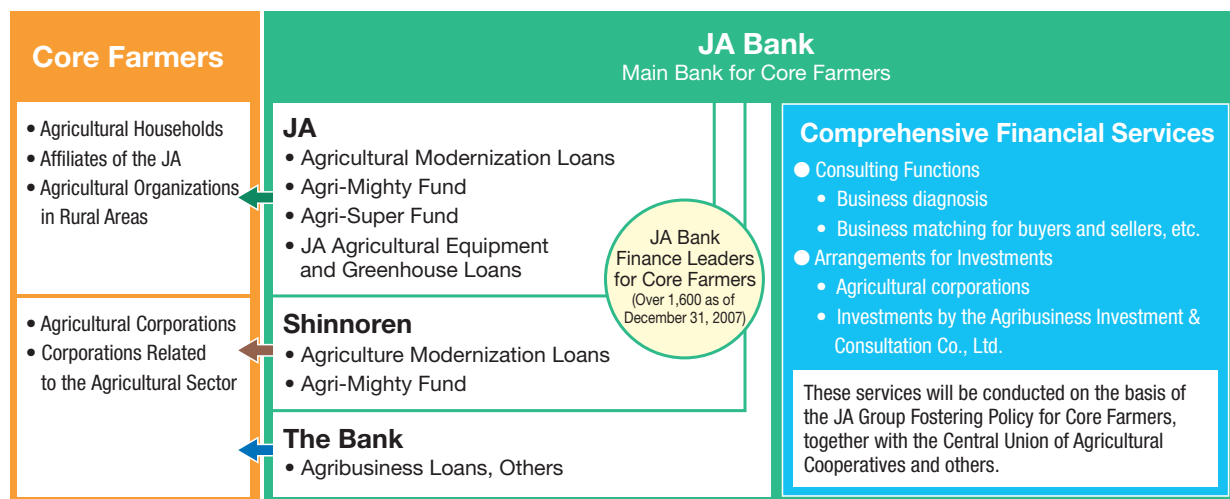 Core Farmers
• Agricultural Households
• Affiliates of the JA
• Agricultural Organizations
in Rural Areas
• Agricultural Corporations
• Corporations Related
to the Agricultural Sector
JA Bank
Main Bank for Core Farmers
JA
• Agricultural Modernization Loans
• Agri-Mighty Fund
• Agri-Super Fund
• JA Agricultural Equipment
and Greenhouse Loans
JA Bank
Finance Leaders
for Core Farmers
(Over 1,600 as of
December 31, 2007)
Shinnoren
• Agriculture Modernization Loans
• Agri-Mighty Fund
The Bank
• Agribusiness Loans, Others
Comprehensive Financial Services
● Consulting Functions
• Business diagnosis
• Business matching for buyers and sellers, etc.
● Arrangements for Investments
• Agricultural corporations
• Investments by the Agribusiness Investment &
Consultation Co., Ltd.
These services will be conducted on the basis of
the JA Group Fostering Policy for Core Farmers,
together with the Central Union of Agricultural
Cooperatives and others.